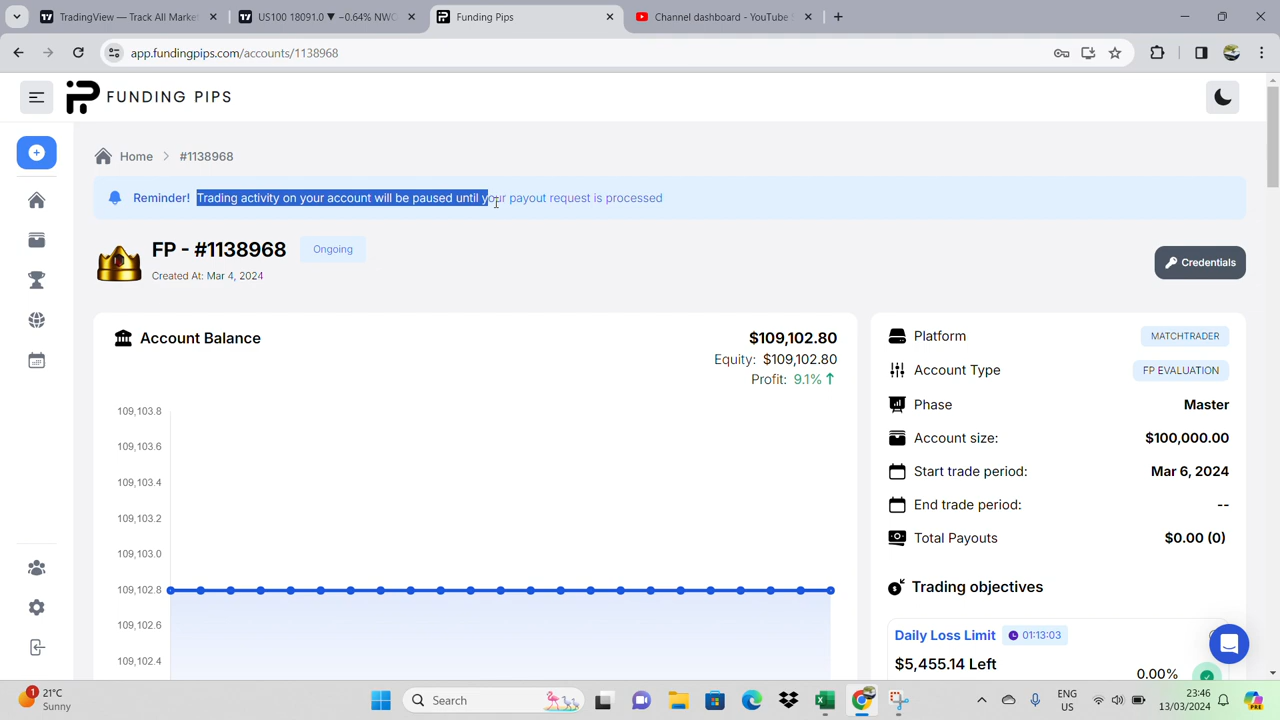 TradingView — Track All Market
US100 18091.0 ▼ −0.64% NWO
Funding Pips
Channel dashboard - YouTube
app.fundingpips.com/accounts/1138968
FUNDING PIPS
Home > #1138968
Reminder! Trading activity on your account will be paused until your payout request is processed
FP - #1138968 Ongoing
Created At: Mar 4, 2024
Credentials
Account Balance
$109,102.80
Equity: $109,102.80
Profit: 9.1% ↑
109,103.8
109,103.6
109,103.4
109,103.2
109,103.0
109,102.8
109,102.6
109,102.4
Platform MATCHTRADER
Account Type FP EVALUATION
Phase Master
Account size: $100,000.00
Start trade period: Mar 6, 2024
End trade period: --
Total Payouts $0.00 (0)
Trading objectives
Daily Loss Limit 01:13:03
$5,455.14 Left
0.00%
1 21°C
Sunny
Search
ENG
US
23:46
13/03/2024
PRE